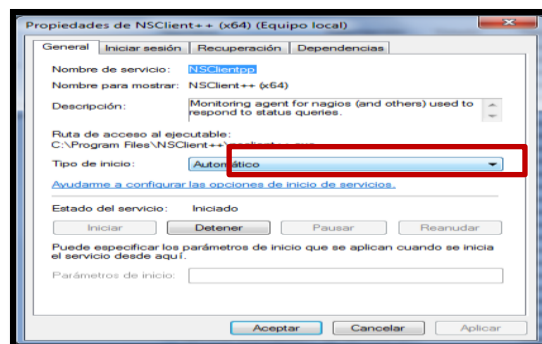 Propiedades de NSClient++ (x64) (Equipo local)
General Iniciar sesión Recuperación Dependencias
Nombre de servicio: NSClientpp
Nombre para mostrar: NSClient++ (x64)
Descripción: Monitoring agent for nagios (and others) used to
respond to status queries.
Ruta de acceso al ejecutable:
C:\Program Files\NSClient++\
Tipo de inicio: Automático
Ayudarme a configurar las opciones de inicio de servicios.
Estado del servicio: Iniciado
Iniciar Detener Pausar Reanudar
Puede especificar los parámetros de inicio que se aplican cuando se inicia
el servicio desde aquí.
Parámetros de inicio:
Aceptar Cancelar Aplicar